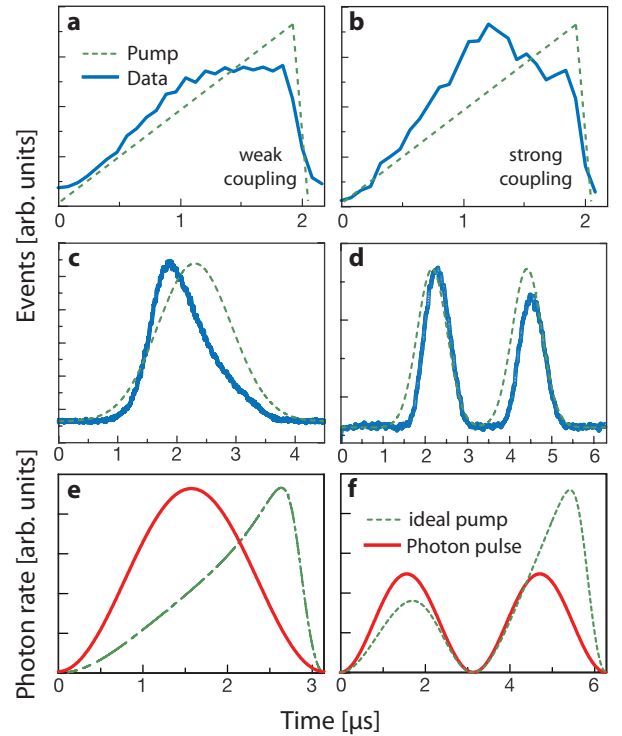 a
Pump
Data
weak
coupling
0
1
2
b
strong
coupling
0
1
2
Events [arb. units]
c
0
1
2
3
4
d
0
1
2
3
4
5
6
Photon rate [arb. units]
e
0
1
2
3
f
ideal pump
Photon pulse
0
2
4
6
Time [μs]